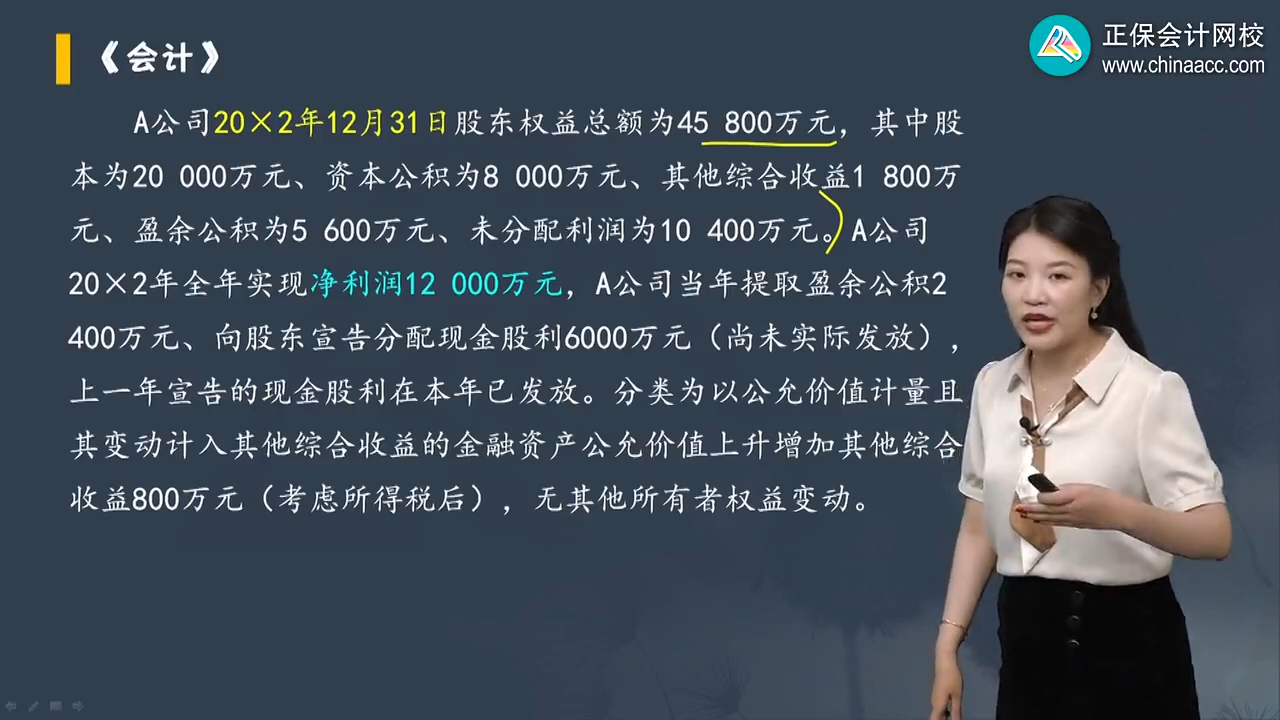 《会计》
正保会计网校
www.chinaacc.com
A公司20×2年12月31日股东权益总额为45 800万元，其中股
本为20 000万元、资本公积为8 000万元、其他综合收益1 800万
元、盈余公积为5 600万元、未分配利润为10 400万元。A公司
20×2年全年实现净利润12 000万元，A公司当年提取盈余公积2
400万元、向股东宣告分配现金股利6000万元（尚未实际发放），
上一年宣告的现金股利在本年已发放。分类为以公允价值计量且
其变动计入其他综合收益的金融资产公允价值上升增加其他综合
收益800万元（考虑所得税后），无其他所有者权益变动。